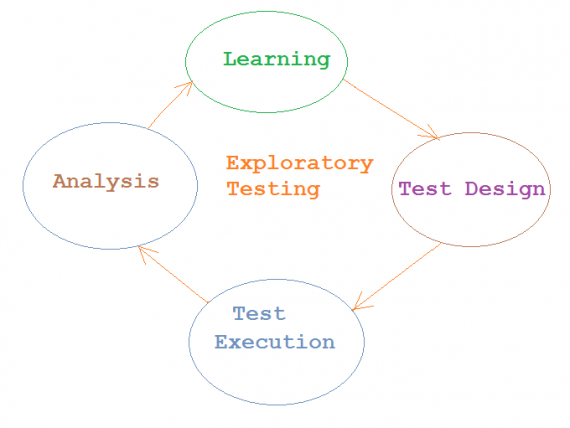 Learning
Exploratory
Testing
Analysis
Test Design
Test
Execution